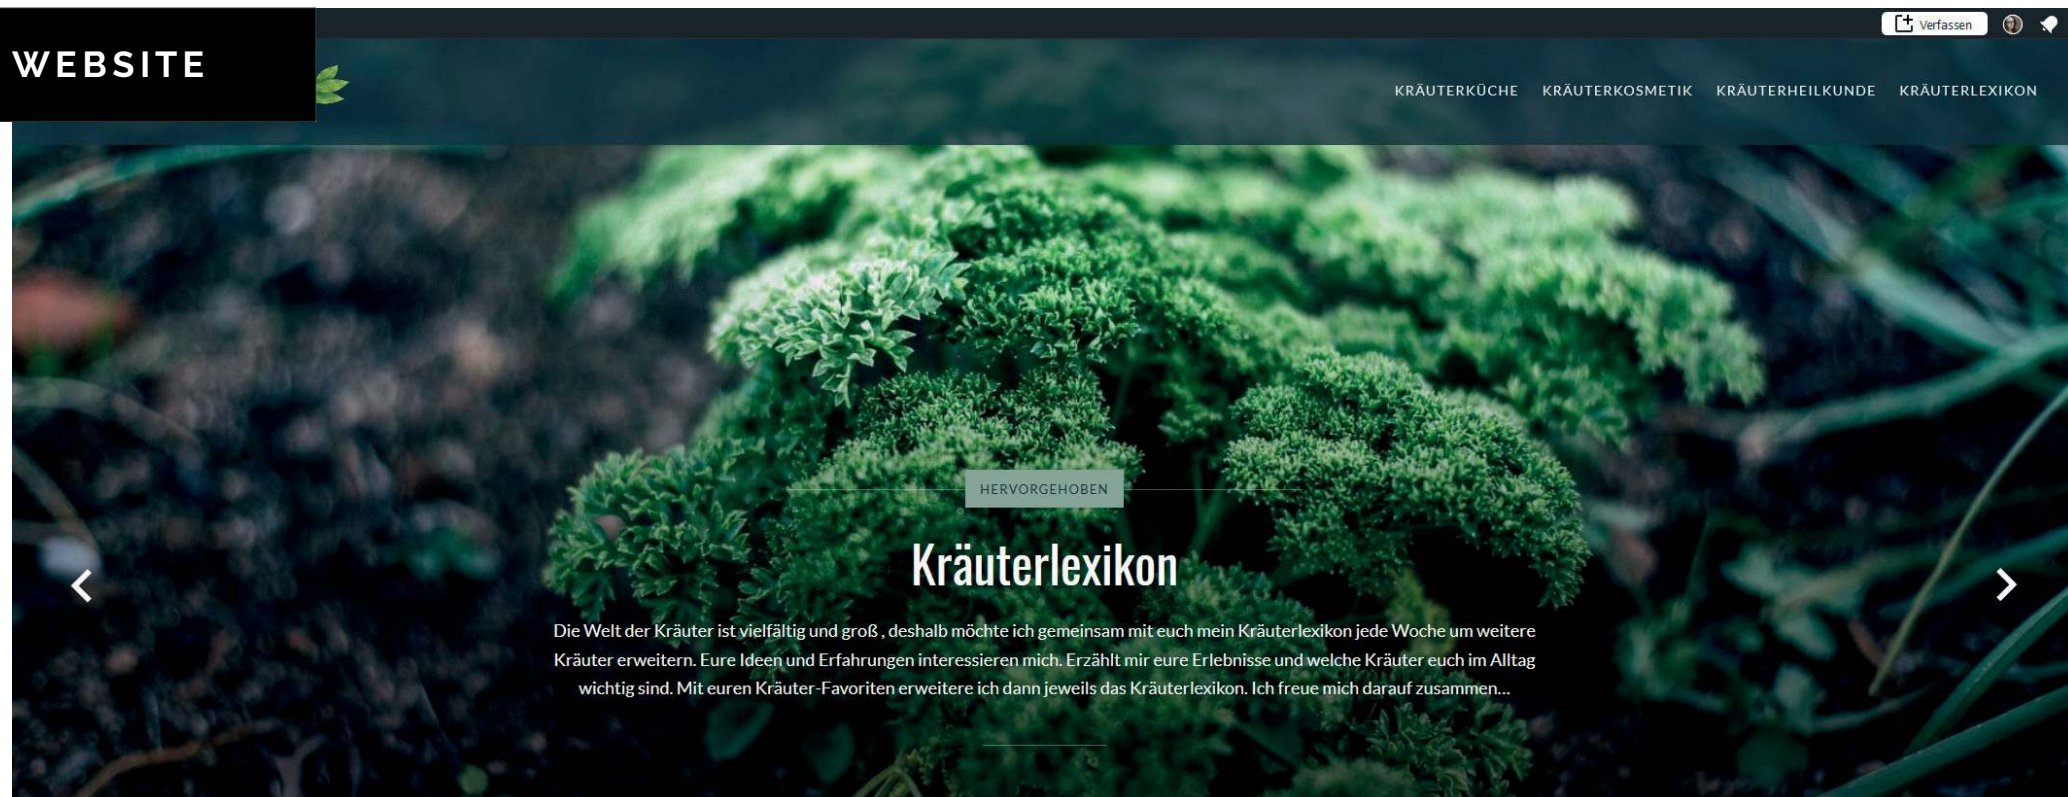 Verfassen
WEBSITE
KRÄUTERKÜCHE KRÄUTERKOSMETIK KRÄUTERHEILKUNDE KRÄUTERLEXIKON
HERVORGEHOBEN
Kräuterlexikon
Die Welt der Kräuter ist vielfältig und groß , deshalb möchte ich gemeinsam mit euch mein Kräuterlexikon jede Woche um weitere
Kräuter erweitern. Eure Ideen und Erfahrungen interessieren mich. Erzählt mir eure Erlebnisse und welche Kräuter euch im Alltag
wichtig sind. Mit euren Kräuter-Favoriten erweitere ich dann jeweils das Kräuterlexikon. Ich freue mich darauf zusammen...